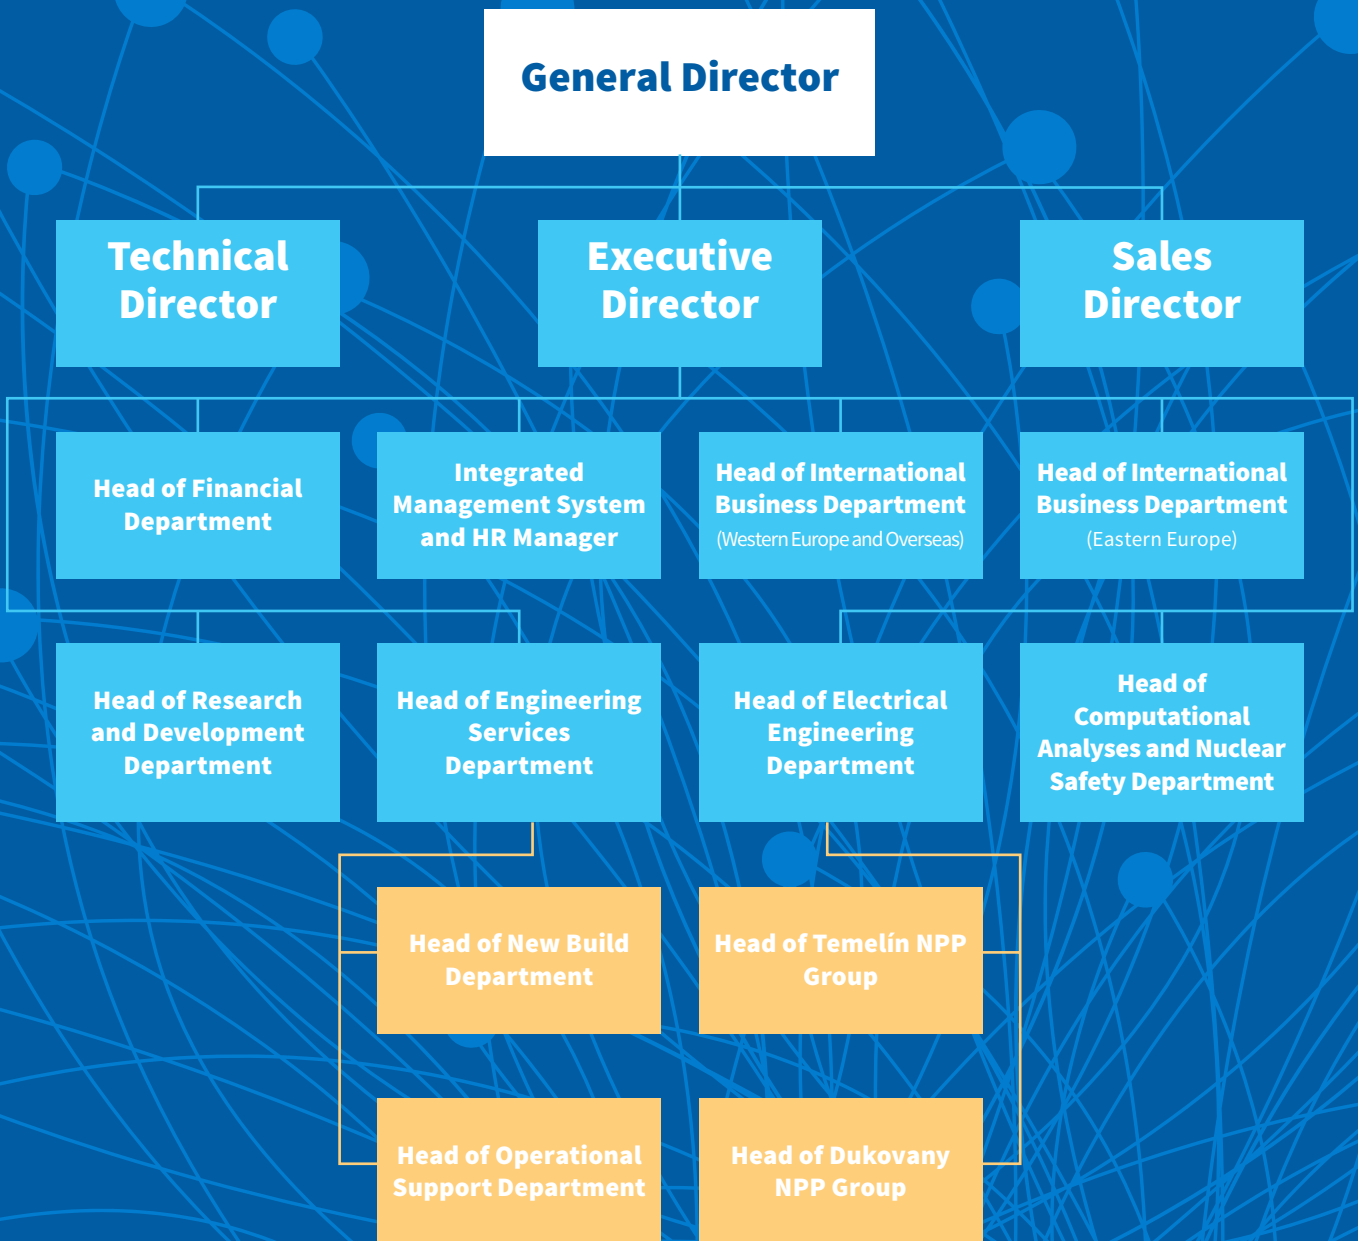 General Director
Technical
Director
Executive
Director
Sales
Director
Head of Financial
Department
Integrated
Management System
and HR Manager
Head of International
Business Department
(Western Europe and Overseas)
Head of International
Business Department
(Eastern Europe)
Head of Research
and Development
Department
Head of Engineering
Services
Department
Head of Electrical
Engineering
Department
Head of
Computational
Analyses and Nuclear
Safety Department
Head of New Build
Department
Head of Temelín NPP
Group
Head of Operational
Support Department
Head of Dukovany
NPP Group